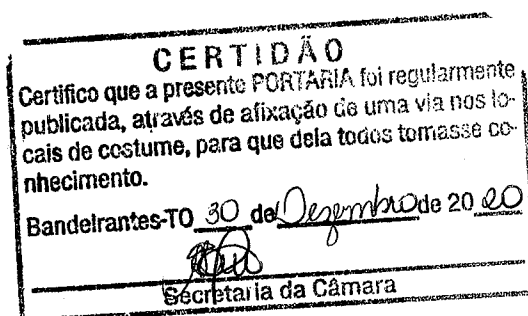 CERTIDÃO
Certifico que a presente PORTARIA foi regularmente
publicada, através de afixação de uma via nos lo-
cais de costume, para que dela todos tomasse co-
nhecimento.
Bandeirantes-TO 30 de Dezembro de 2020
Secretaria da Câmara